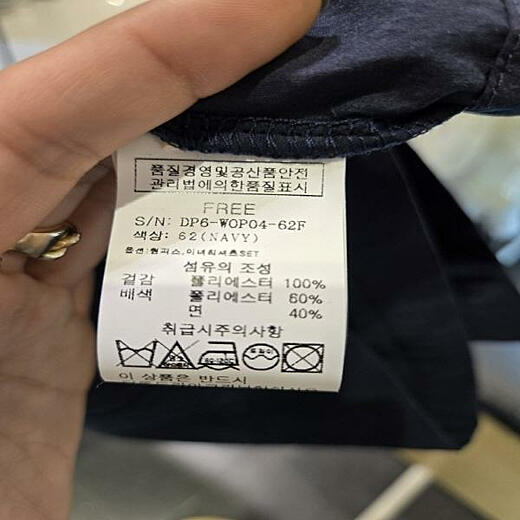 품질경영및공산품안전
관리법에의한품질표시
FREE
S/N: DP6-WOP04-62F
색상: 62(NAVY)
섬유의 조성
겉감 폴리에스터 100%
배색 폴리에스터 60%
면 40%
취급시주의사항
이 상품은 반드시